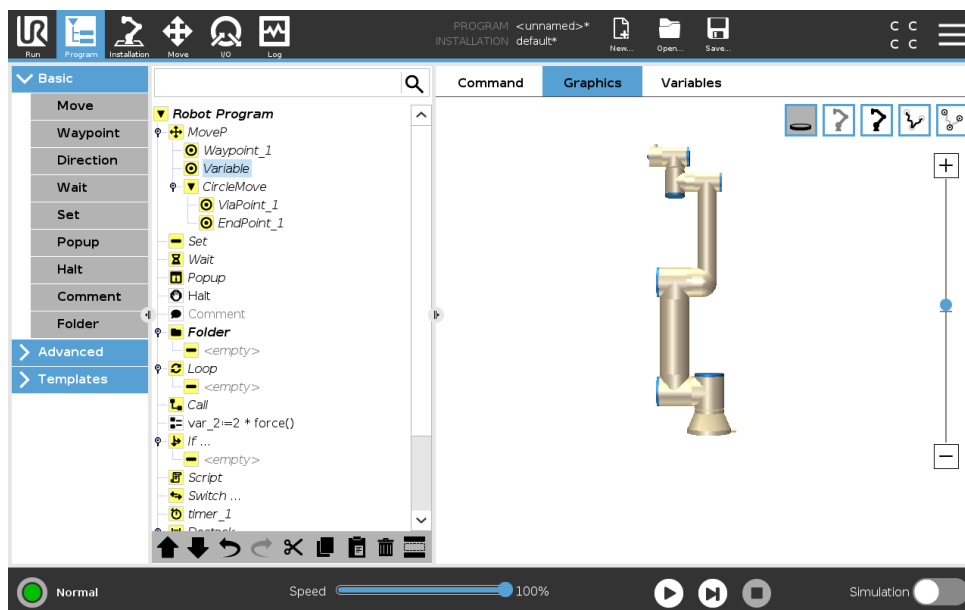 UR
PROGRAM <unnamed>*
INSTALLATION default*
C C
C C
Run Program Installation Move I/O Log New... Open... Save...
Basic
Move
Waypoint
Direction
Wait
Set
Popup
Halt
Comment
Folder
Advanced
Templates
Robot Program
MoveP
Waypoint_1
Variable
CircleMove
ViaPoint_1
EndPoint_1
Set
Wait
Popup
Halt
Comment
Folder
<empty>
Loop
<empty>
Call
var_2:=2 * force()
If ...
<empty>
Script
Switch ...
timer_1
Command Graphics Variables
? ?
Normal Speed 100% Simulation